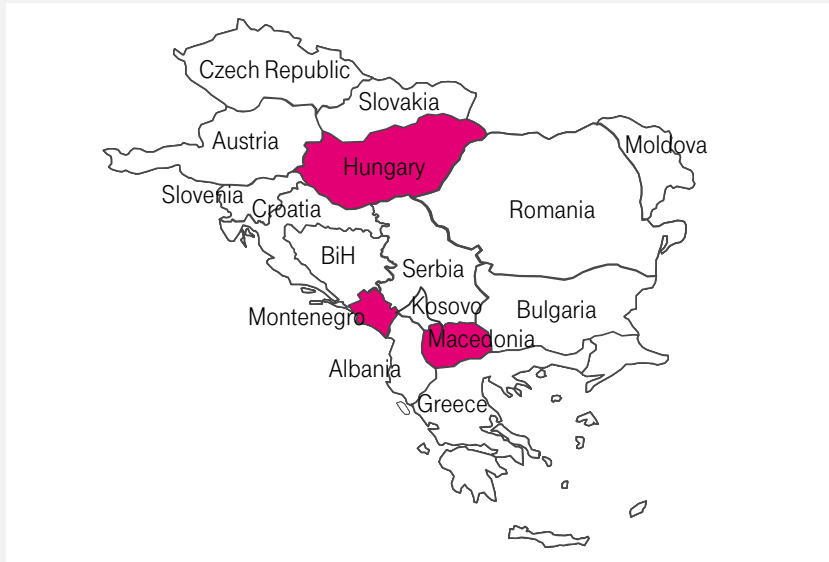 Czech Republic
Slovakia
Austria
Moldova
Hungary
Slovenia
Croatia
Romania
BiH
Serbia
Kosovo
Bulgaria
Montenegro
Macedonia
Albania
Greece